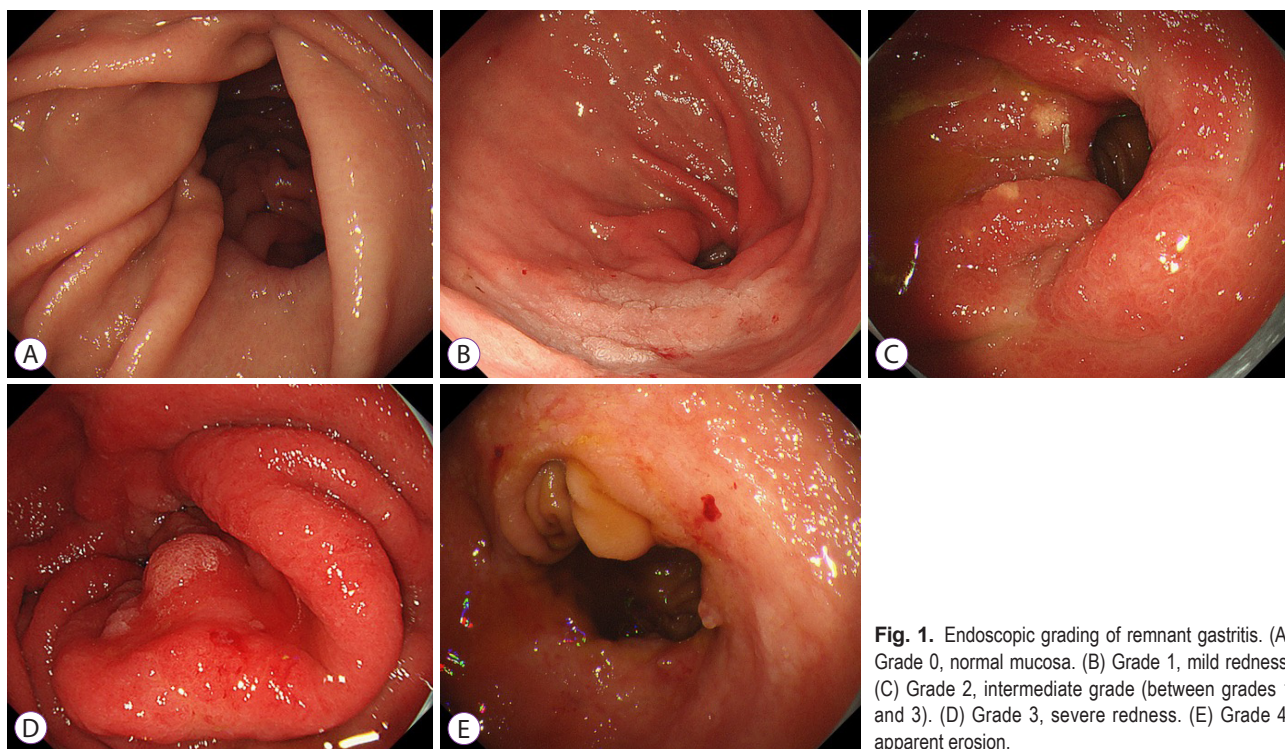 A
B
C
D
E
Fig. 1. Endoscopic grading of remnant gastritis. (A)
Grade 0, normal mucosa. (B) Grade 1, mild redness.
(C) Grade 2, intermediate grade (between grades 1
and 3). (D) Grade 3, severe redness. (E) Grade 4,
apparent erosion.